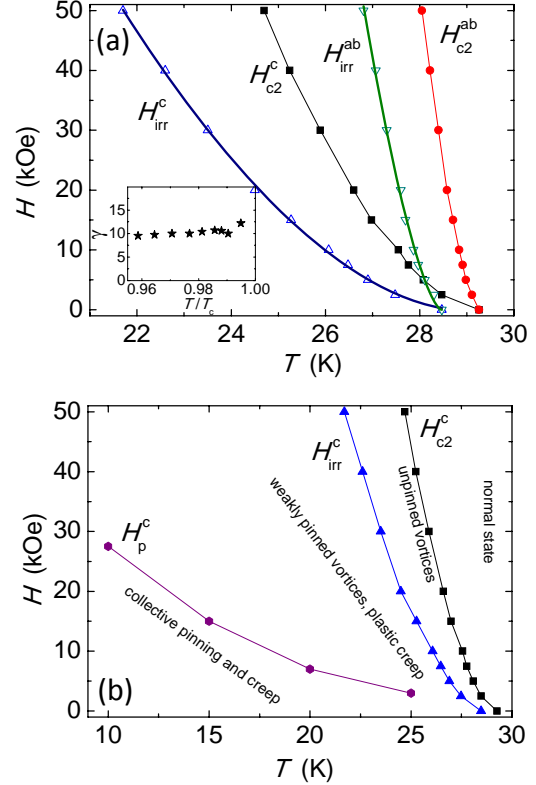 (a)
50
40
30
20
10
0
H (kOe)
22
24
26
28
30
T (K)
H^c_irr
H^c_c2
H^ab_irr
H^ab_c2
15
10
5
0
γ
0.96
0.98
1.00
T/T_c
(b)
50
40
30
20
10
0
H (kOe)
10
15
20
25
30
T (K)
H^c_p
H^c_irr
H^c_c2
collective pinning and creep
weakly pinned vortices, plastic creep
unpinned vortices
normal state